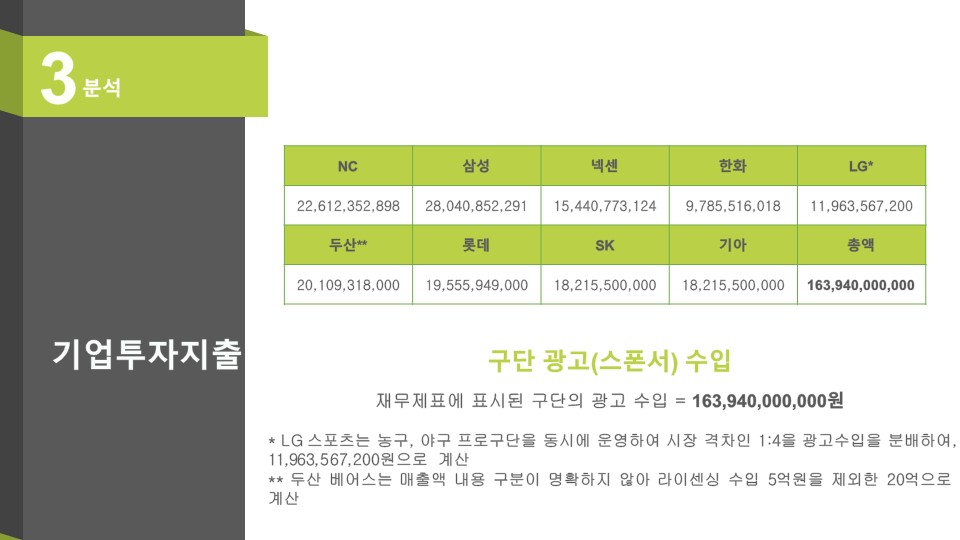 3 분석
NC 삼성 넥센 한화 LG*
22,612,352,898 28,040,852,291 15,440,773,124 9,785,516,018 11,963,567,200
두산** 롯데 SK 기아 총액
20,109,318,000 19,555,949,000 18,215,500,000 18,215,500,000 163,940,000,000
기업투자지출
구단 광고(스폰서) 수입
재무제표에 표시된 구단의 광고 수입 = 163,940,000,000원
* LG스포츠는 농구, 야구 프로구단을 동시에 운영하여 시장 격차인 1:4을 광고수입을 분배하여,
11,963,567,200원으로 계산
** 두산 베어스는 매출액 내용 구분이 명확하지 않아 라이센싱 수입 5억원을 제외한 20억으로
계산